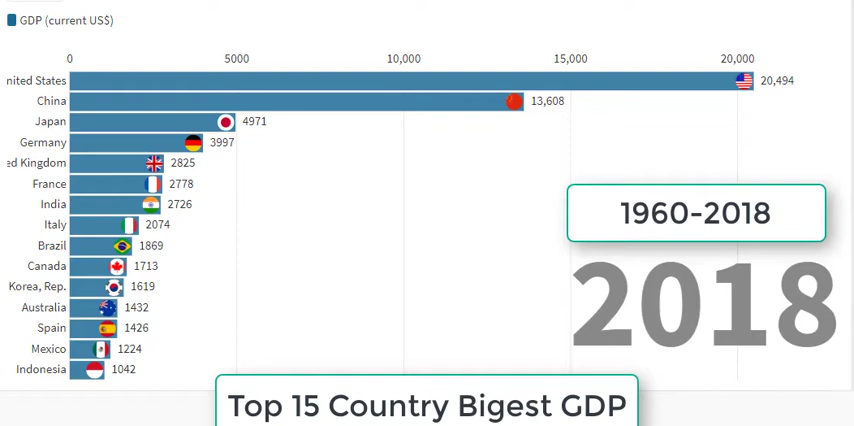 GDP (current US$)
0 5000 10,000 15,000 20,000
nited States 20,494
China 13,608
Japan 4971
Germany 3997
ed Kingdom 2825
France 2778
India 2726
Italy 2074
Brazil 1869
Canada 1713
Korea, Rep. 1619
Australia 1432
Spain 1426
Mexico 1224
Indonesia 1042
1960-2018
2018
Top 15 Country Bigest GDP